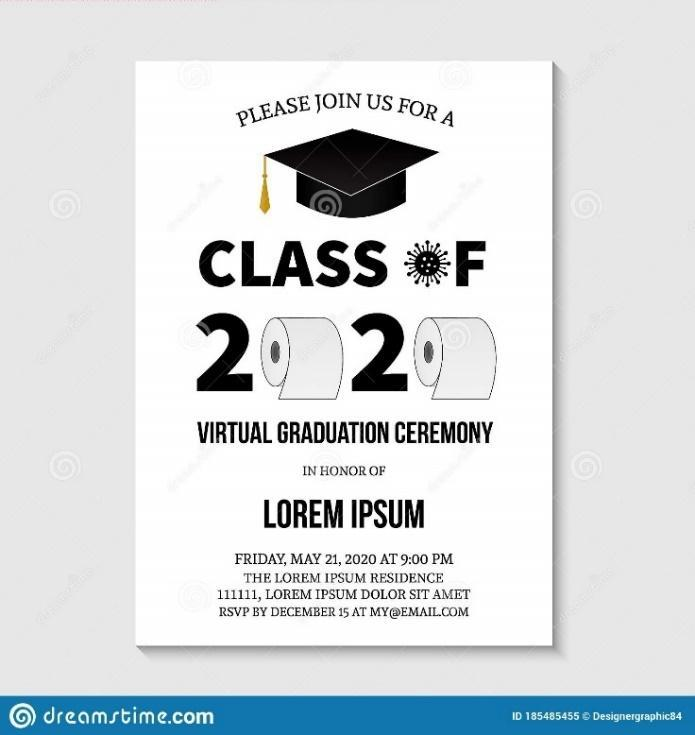 PLEASE JOIN US FOR A
CLASS OF
2020
VIRTUAL GRADUATION CEREMONY
IN HONOR OF
LOREM IPSUM
FRIDAY, MAY 21, 2020 AT 9:00 PM
THE LOREM IPSUM RESIDENCE
111111, LOREM IPSUM DOLOR SIT AMET
RSVP BY DECEMBER 15 AT MY@EMAIL.COM
dreamstime.com
ID 185485455 © Designergraphic84